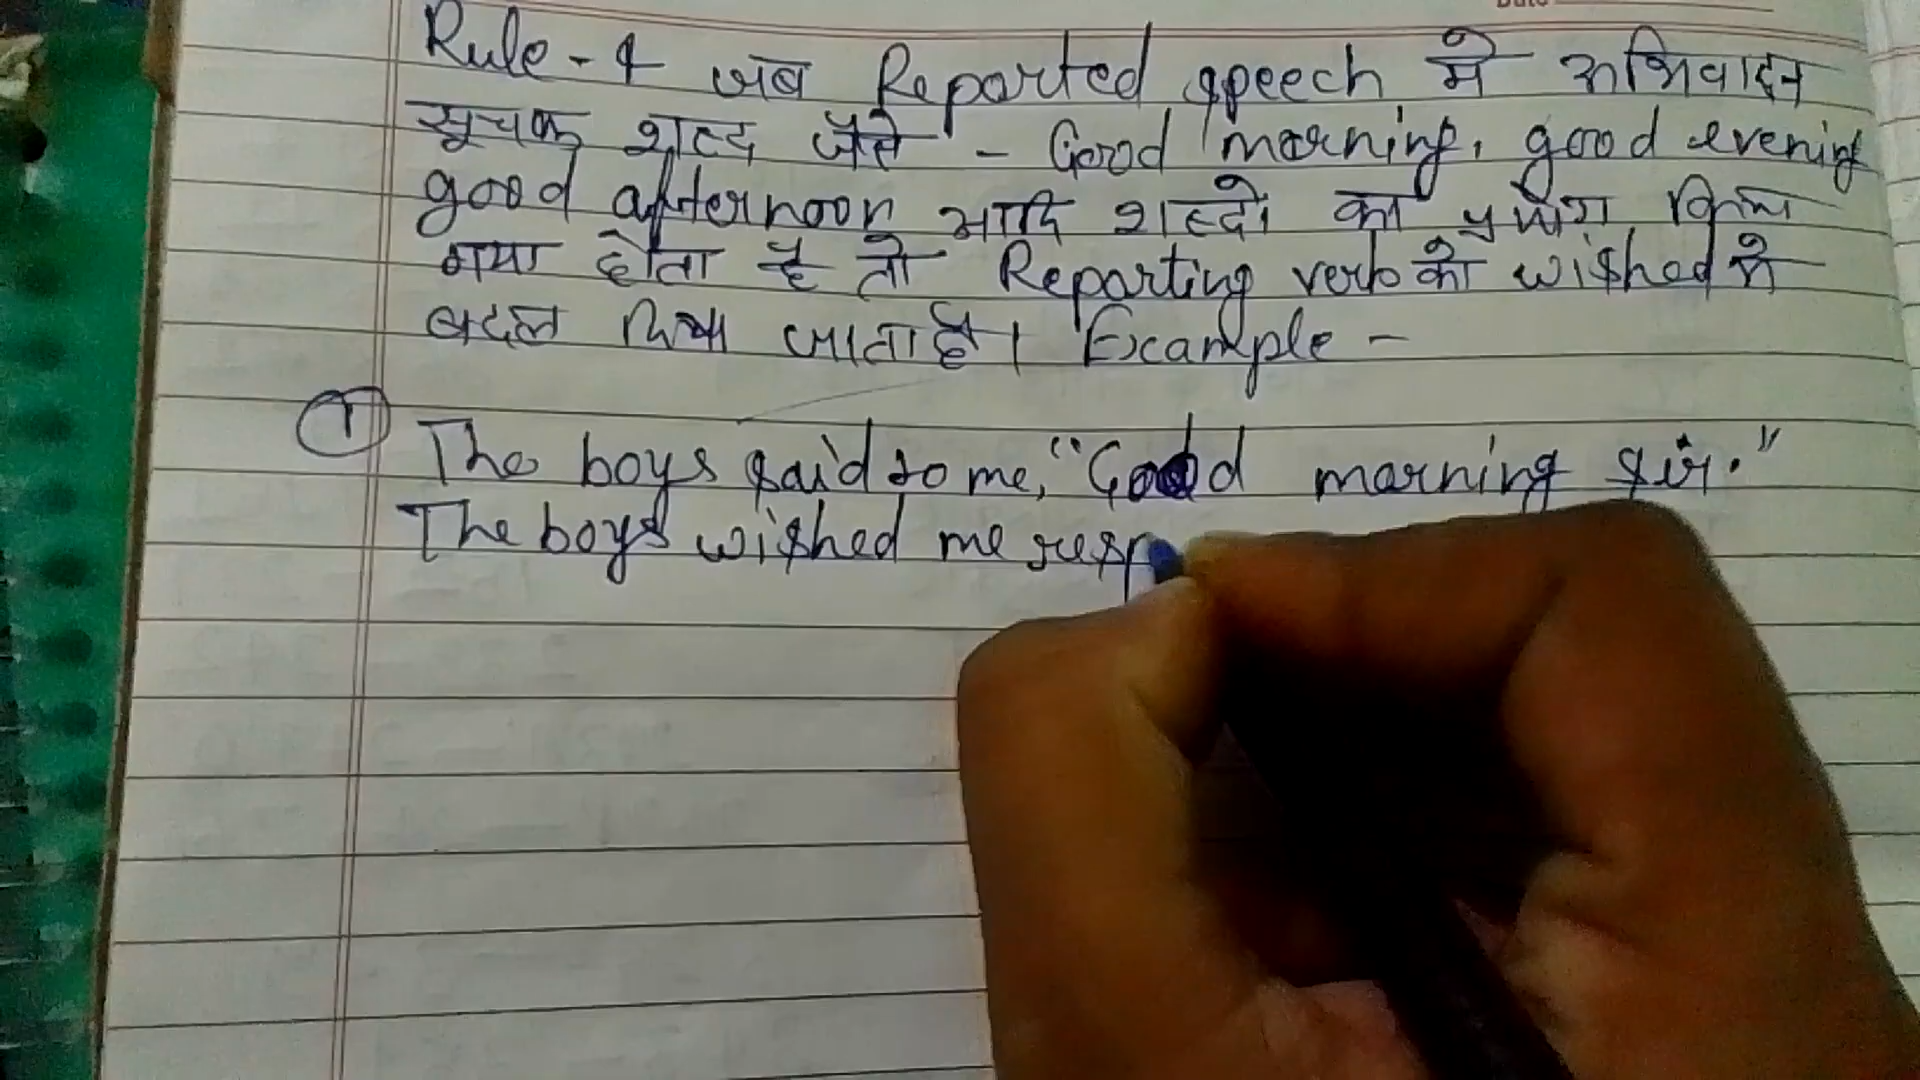 Date
Rule - 4 जब Reported speech मे अभिवादन
सूचक शब्द जैसे - Good morning, good evening
good afternoon आदि शब्दो का प्रयोग किया
गया होता है तो Reporting verb को wished मे
बदल दिया जाता है। Example -
① The boys said to me, "Good morning sir."
The boys wished me resp